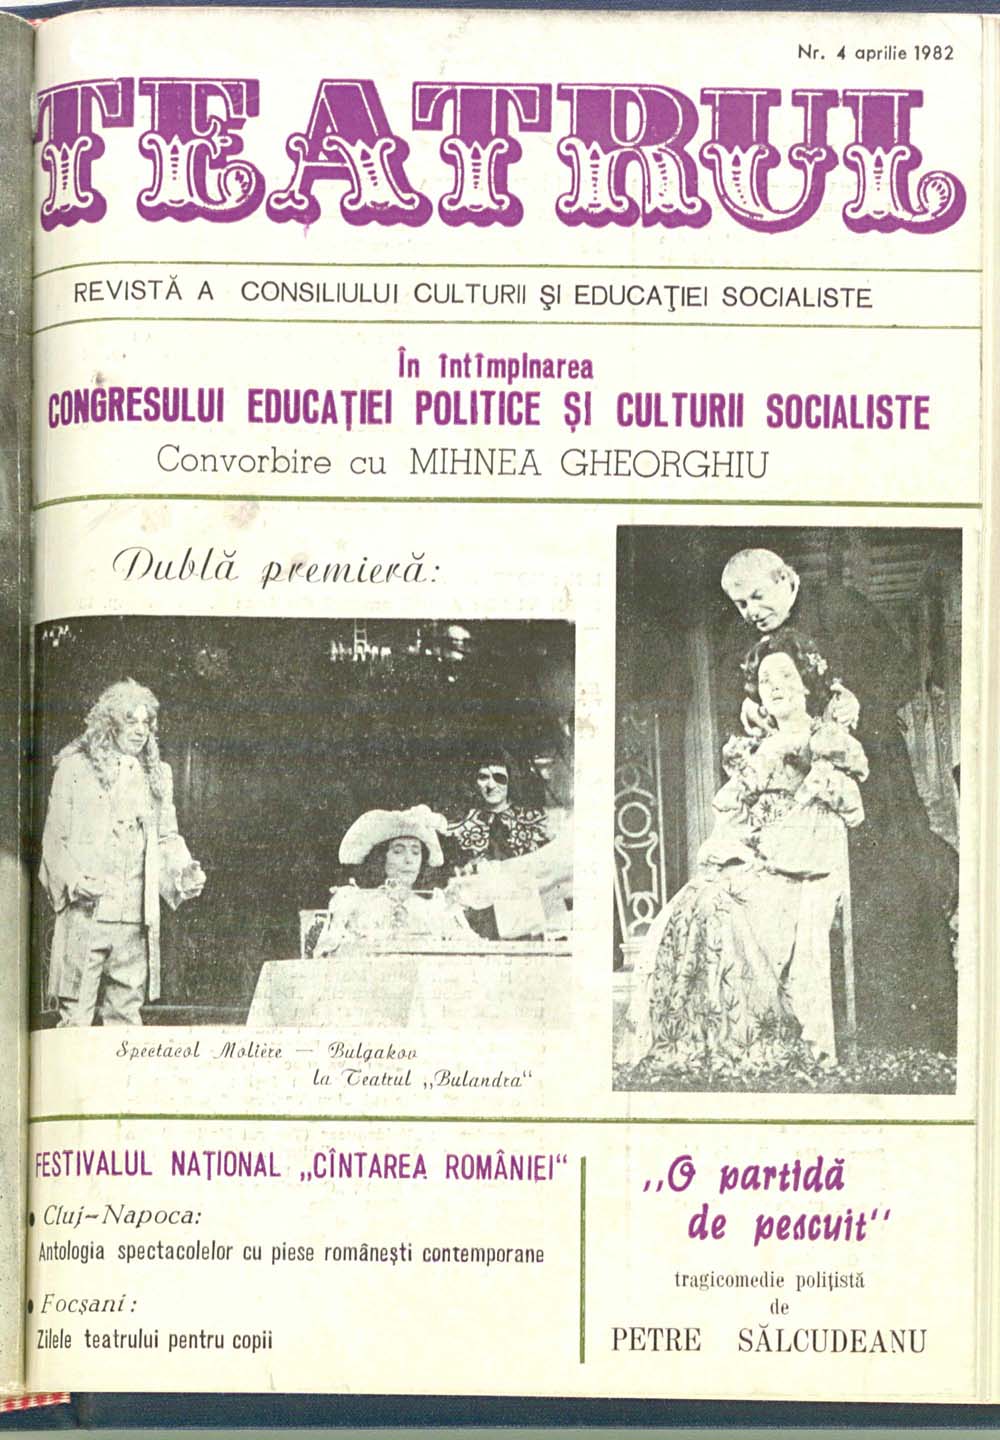 Nr. 4 aprilie 1982
TEATRUL
REVISTĂ A CONSILIULUI CULTURII ŞI EDUCAŢIEI SOCIALISTE
În întîmpinarea
CONGRESULUI EDUCAŢIEI POLITICE ŞI CULTURII SOCIALISTE
Convorbire cu MIHNEA GHEORGHIU
Dublă premieră:
Spectacol Molière — Bulgakov
la Teatrul „Bulandra“
FESTIVALUL NAŢIONAL „CÎNTAREA ROMÂNIEI“
• Cluj-Napoca:
Antologia spectacolelor cu piese româneşti contemporane
• Focşani:
Zilele teatrului pentru copii
„O partidă
de pescuit“
tragicomedie poliţistă
de
PETRE SĂLCUDEANU